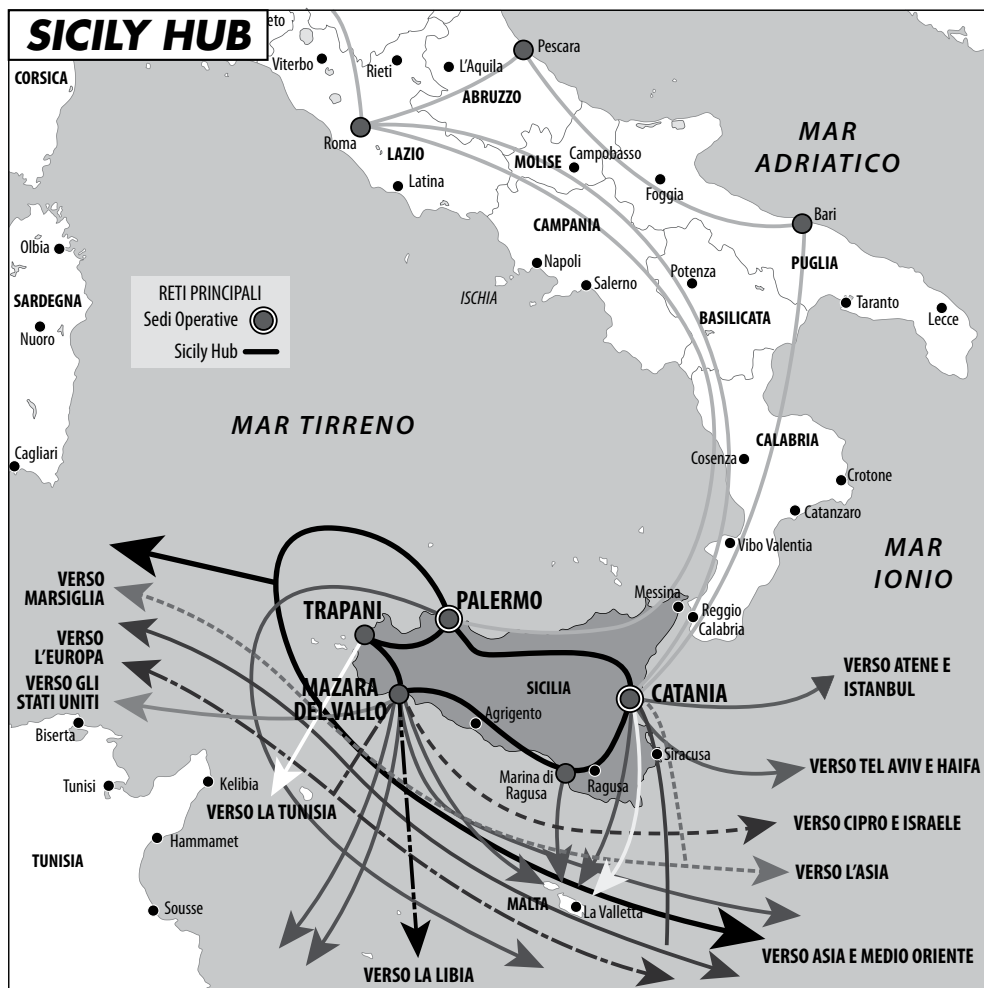 SICILY HUB
eto
Pescara
Viterbo
Rieti
L'Aquila
CORSICA
ABRUZZO
Roma
LAZIO
MOLISE
Campobasso
MAR
ADRIATICO
Latina
Foggia
CAMPANIA
Bari
Olbia
Napoli
Potenza
PUGLIA
RETI PRINCIPALI
Sedi Operative
Sicily Hub
ISCHIA
Salerno
SARDEGNA
Nuoro
BASILICATA
Taranto
Lecce
MAR TIRRENO
CALABRIA
Cagliari
Cosenza
Crotone
Catanzaro
Vibo Valentia
MAR
IONIO
VERSO
MARSIGLIA
Messina
Reggio
Calabria
TRAPANI
PALERMO
VERSO
L'EUROPA
VERSO ATENE E
ISTANBUL
VERSO GLI
STATI UNITI
MAZARA
DEL VALLO
SICILIA
CATANIA
Biserta
Agrigento
Siracusa
Tunisi
Kelibia
Marina di
Ragusa
Ragusa
VERSO TEL AVIV E HAIFA
VERSO LA TUNISIA
VERSO CIPRO E ISRAELE
Hammamet
TUNISIA
VERSO L'ASIA
Sousse
MALTA
La Valletta
VERSO ASIA E MEDIO ORIENTE
VERSO LA LIBIA